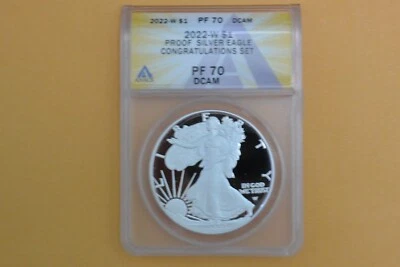 2022-W $1 PF 70 DCAM
2022-W $1
PROOF SILVER EAGLE
CONGRATULATIONS SET
PF 70
DCAM
LIBERTY
IN GOD
WE TRUST